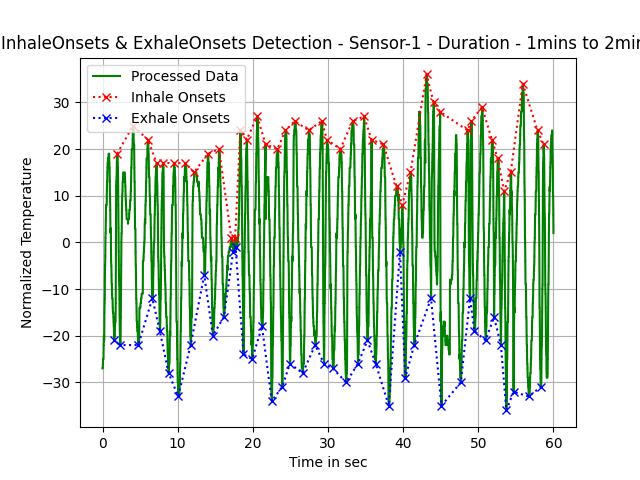 InhaleOnsets & ExhaleOnsets Detection - Sensor-1 - Duration - 1mins to 2min
Processed Data
Inhale Onsets
Exhale Onsets
Normalized Temperature
30
20
10
0
−10
−20
−30
0 10 20 30 40 50 60
Time in sec